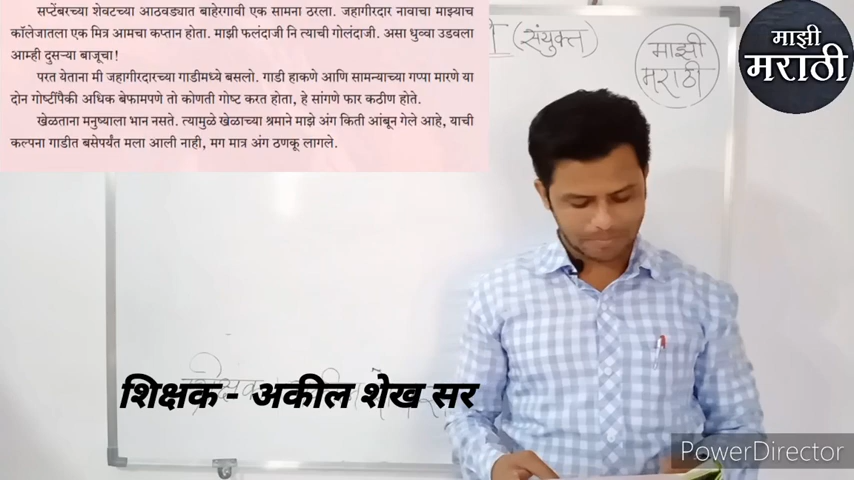 सप्टेंबरच्या शेवटच्या आठवड्यात बाहेरगावी एक सामना ठरला. जहागीरदार नावाचा माझ्याच
कॉलेजातला एक मित्र आमचा कप्तान होता. माझी फलंदाजी नि त्याची गोलंदाजी. असा धुव्वा उडवला
आम्ही दुसऱ्या बाजूचा!
परत येताना मी जहागीरदारच्या गाडीमध्ये बसलो. गाडी हाकणे आणि सामन्याच्या गप्पा मारणे या
दोन गोष्टींपैकी अधिक बेफामपणे तो कोणती गोष्ट करत होता, हे सांगणे फार कठीण होते.
खेळताना मनुष्याला भान नसते. त्यामुळे खेळाच्या श्रमाने माझे अंग किती आंबून गेले आहे, याची
कल्पना गाडीत बसेपर्यंत मला आली नाही, मग मात्र अंग ठणकू लागले.
(संयुक्त)
माझी
मराठी
माझी
मराठी
शिक्षक - अकील शेख सर
PowerDirector